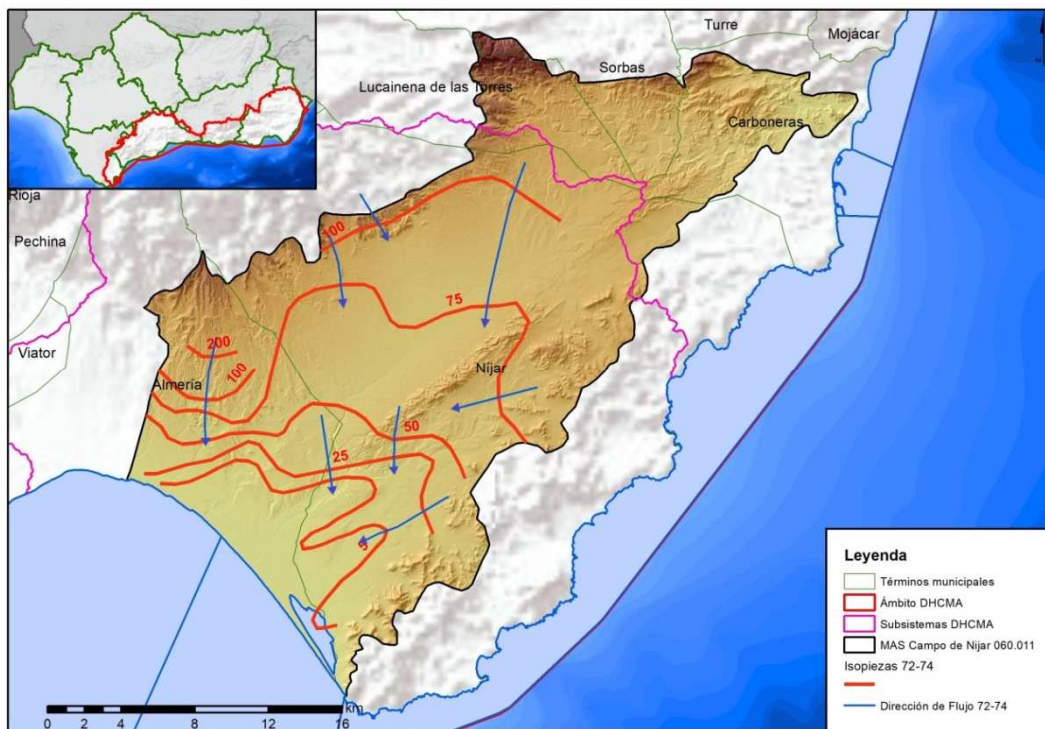 Turre
Mojácar
Sorbas
Lucainena de las Torres
Carboneras
Rioja
Pechina
100
75
Viator
200
100
Almería
Níjar
50
25
5
km
0 2 4 8 12 16
Leyenda
Términos municipales
Ámbito DHCMA
Subsistemas DHCMA
MAS Campo de Nijar 060.011
Isopiezas 72-74
Dirección de Flujo 72-74